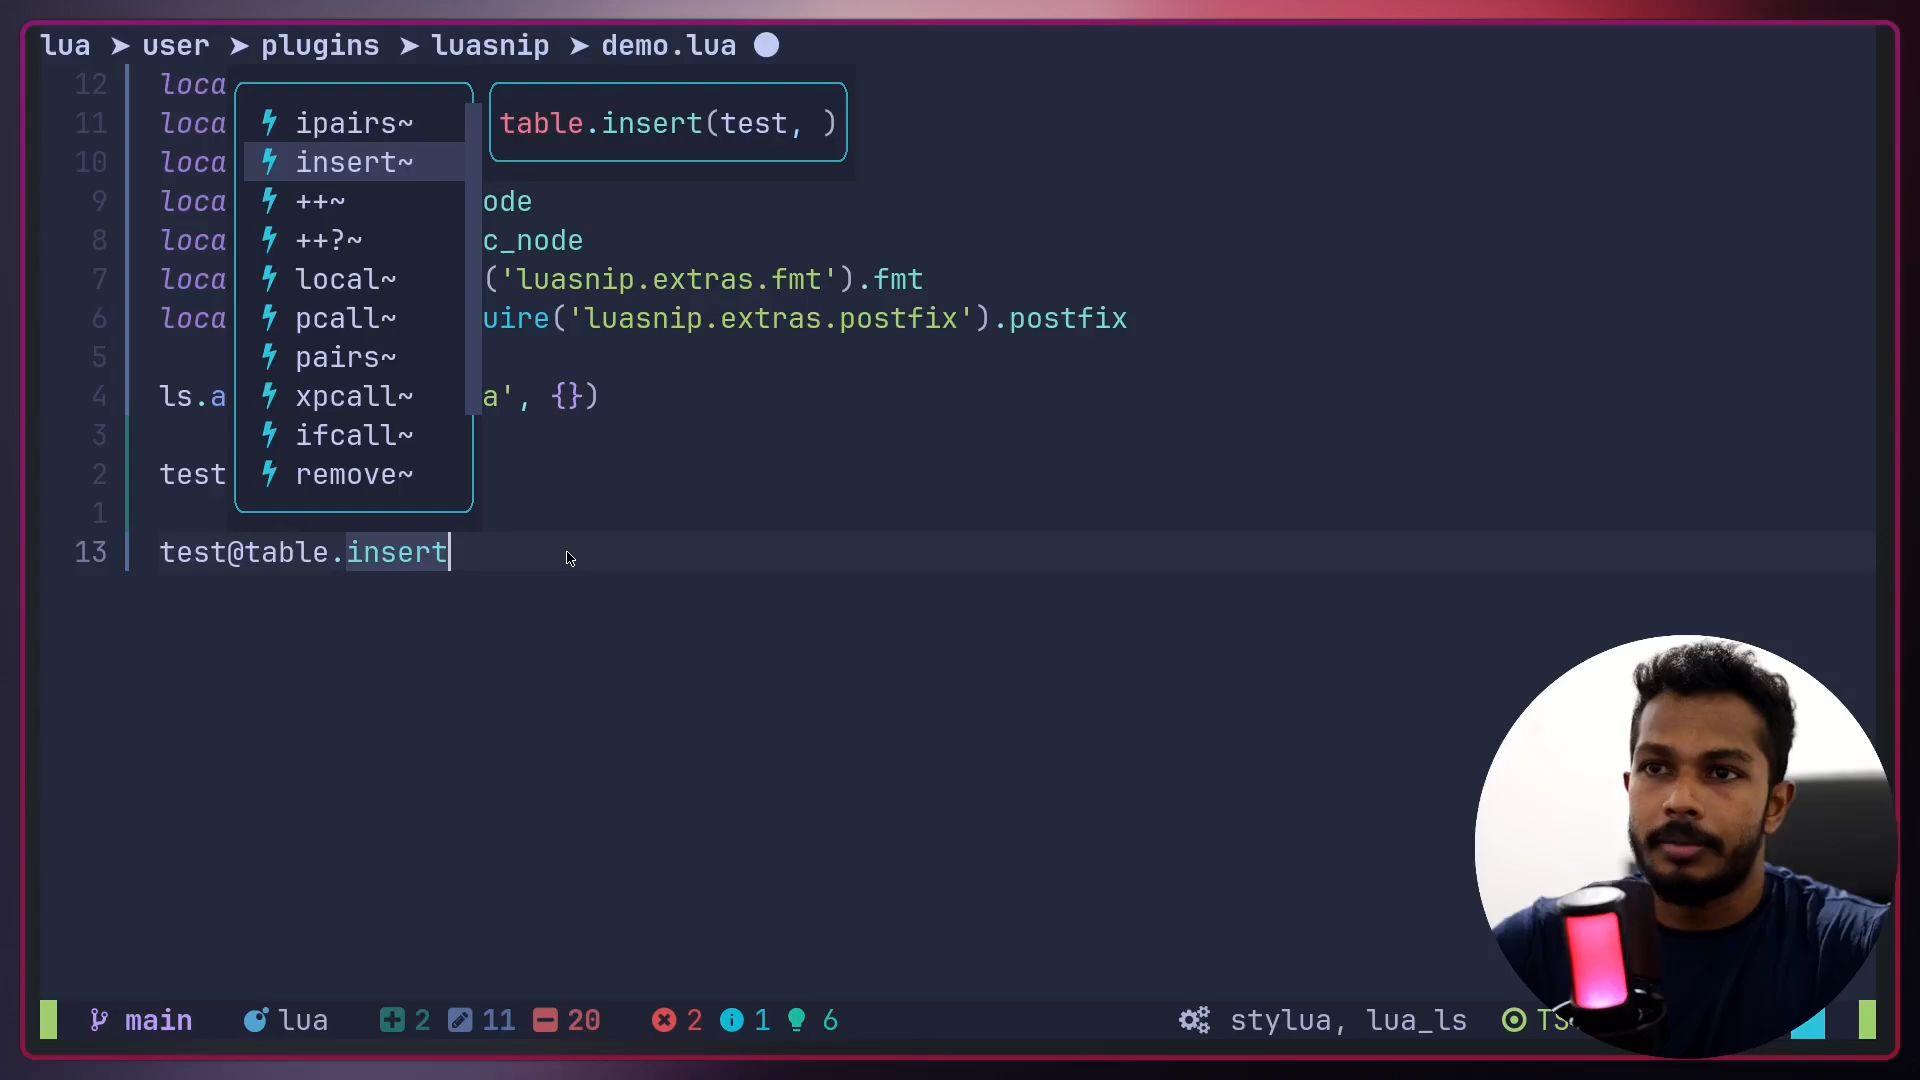 lua ➤ user ➤ plugins ➤ luasnip ➤ demo.lua
12 loca
11 loca
10 loca
9 loca ode
8 loca c_node
7 loca ('luasnip.extras.fmt').fmt
6 loca uire('luasnip.extras.postfix').postfix
5
4 ls.a a', {})
3
2 test
1
13 test@table.insert
ipairs~
insert~
++~
++?~
local~
pcall~
pairs~
xpcall~
ifcall~
remove~
table.insert(test, )
main lua 2 11 20 2 1 6 stylua, lua_ls TS